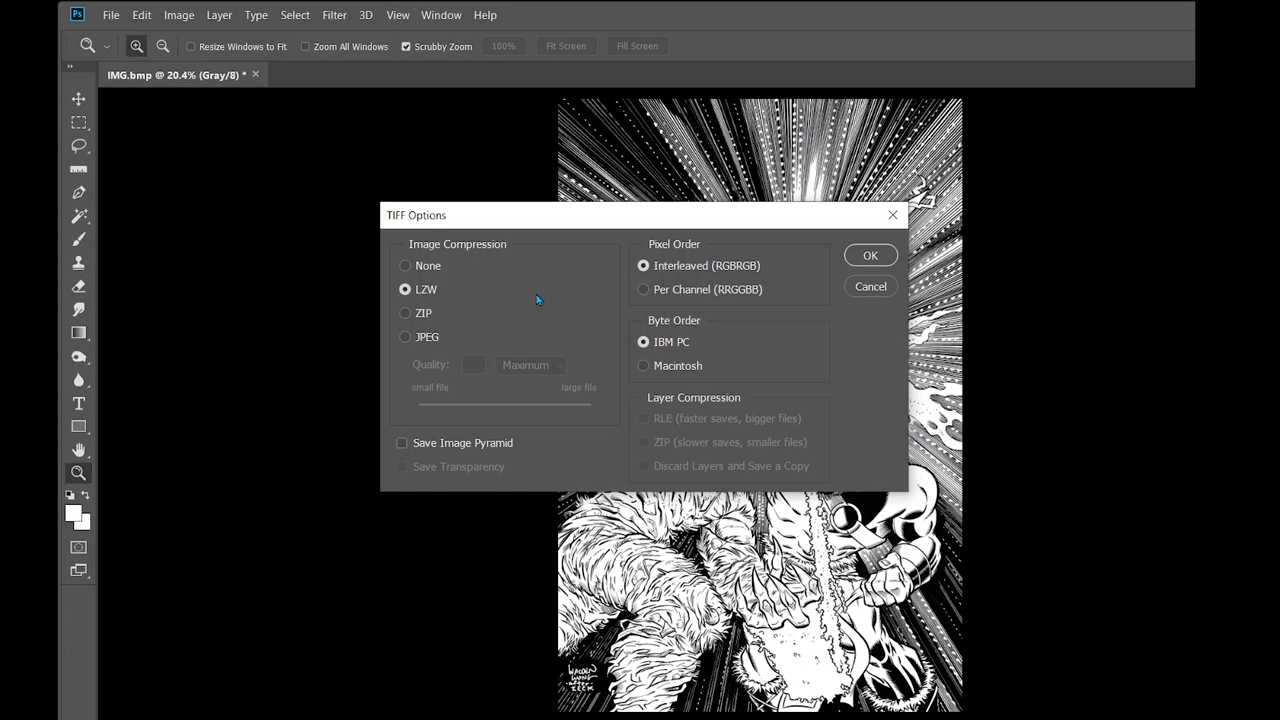 Ps File Edit Image Layer Type Select Filter 3D View Window Help
Resize Windows to Fit Zoom All Windows Scrubby Zoom 100% Fit Screen Fill Screen
IMG.bmp @ 20.4% (Gray/8) * ×
TIFF Options
Image Compression
None
LZW
ZIP
JPEG
Quality: Maximum
small file large file
Save Image Pyramid
Save Transparency
Pixel Order
Interleaved (RGBRGB)
Per Channel (RRGGBB)
Byte Order
IBM PC
Macintosh
Layer Compression
RLE (faster saves, bigger files)
ZIP (slower saves, smaller files)
Discard Layers and Save a Copy
OK
Cancel
T
WONG
after
ZECK